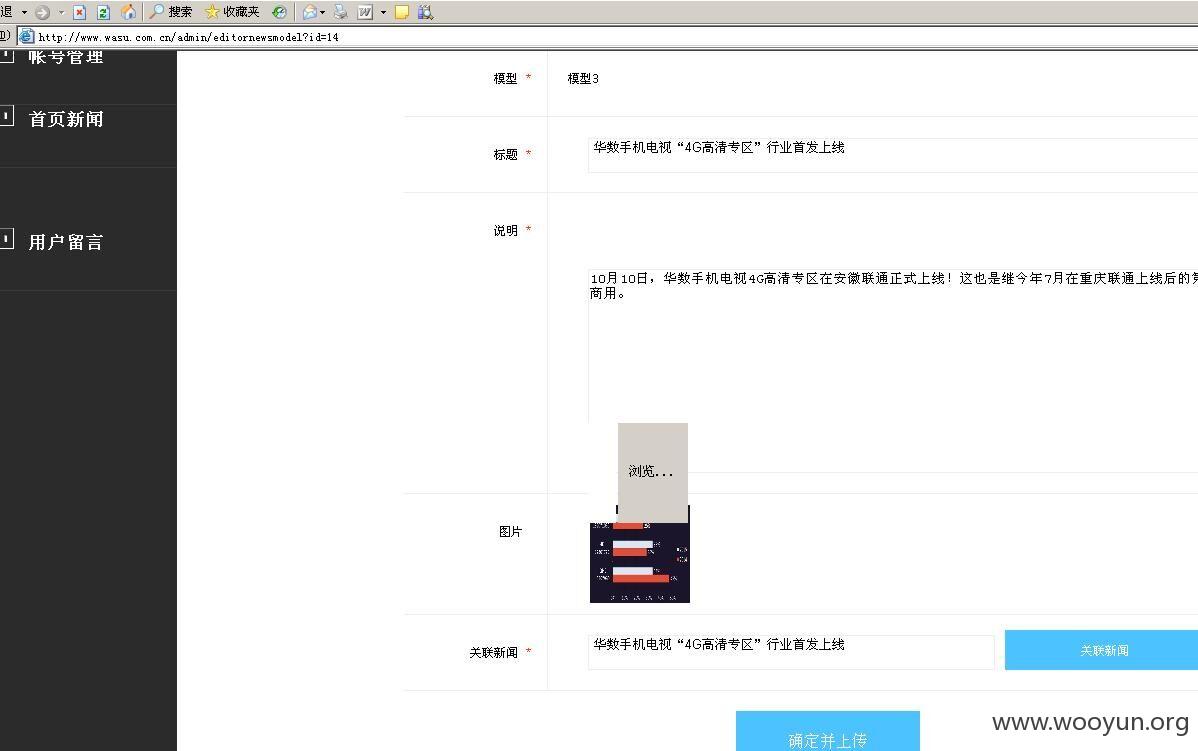 退 搜索 收藏夹
D) http://www.wasu.com.cn/admin/editornewsmodel?id=14
帐号管理
首页新闻
用户留言
模型 * 模型3
标题 * 华数手机电视“4G高清专区”行业首发上线
说明 *
10月10日，华数手机电视4G高清专区在安徽联通正式上线！这也是继今年7月在重庆联通上线后的
商用。
浏览...
图片
关联新闻 * 华数手机电视“4G高清专区”行业首发上线 关联新闻
确定并上传
www.wooyun.org